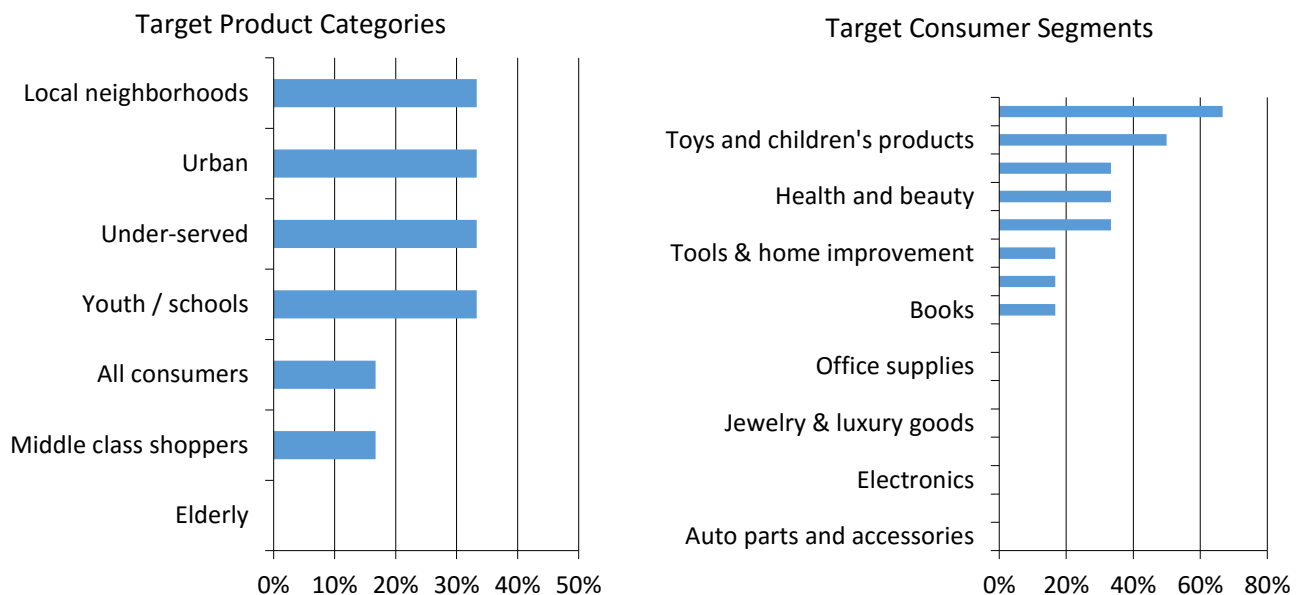 Target Product Categories
Local neighborhoods
Urban
Under-served
Youth / schools
All consumers
Middle class shoppers
Elderly
0% 10% 20% 30% 40% 50%
Target Consumer Segments
Toys and children's products
Health and beauty
Tools & home improvement
Books
Office supplies
Jewelry & luxury goods
Electronics
Auto parts and accessories
0% 20% 40% 60% 80%